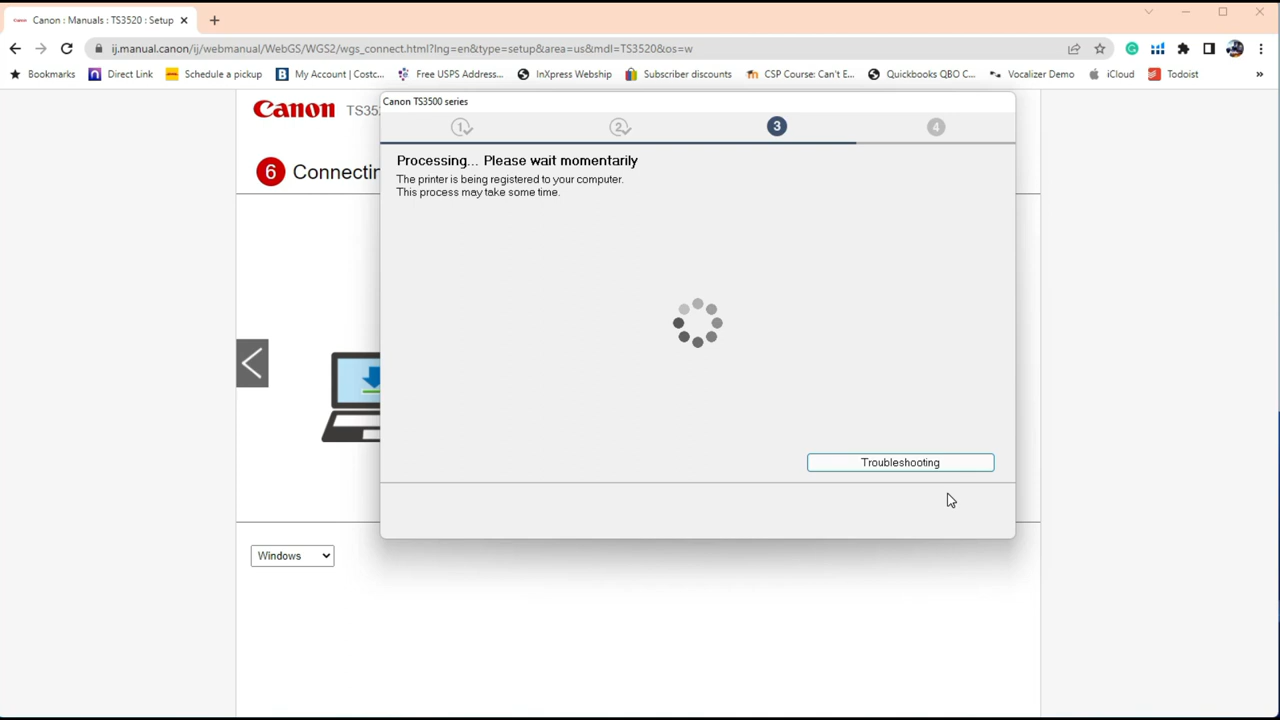 Canon : Manuals : TS3520 : Setup
ij.manual.canon/ij/webmanual/WebGS/WGS2/wgs_connect.html?lng=en&type=setup&area=us&mdl=TS3520&os=w
Bookmarks Direct Link Schedule a pickup My Account | Costc... Free USPS Address... InXpress Webship Subscriber discounts CSP Course: Can't E... Quickbooks QBO C... Vocalizer Demo iCloud Todoist »
Canon TS352
Canon TS3500 series
1 2 3 4
6 Connectin
Processing... Please wait momentarily
The printer is being registered to your computer.
This process may take some time.
Troubleshooting
Windows